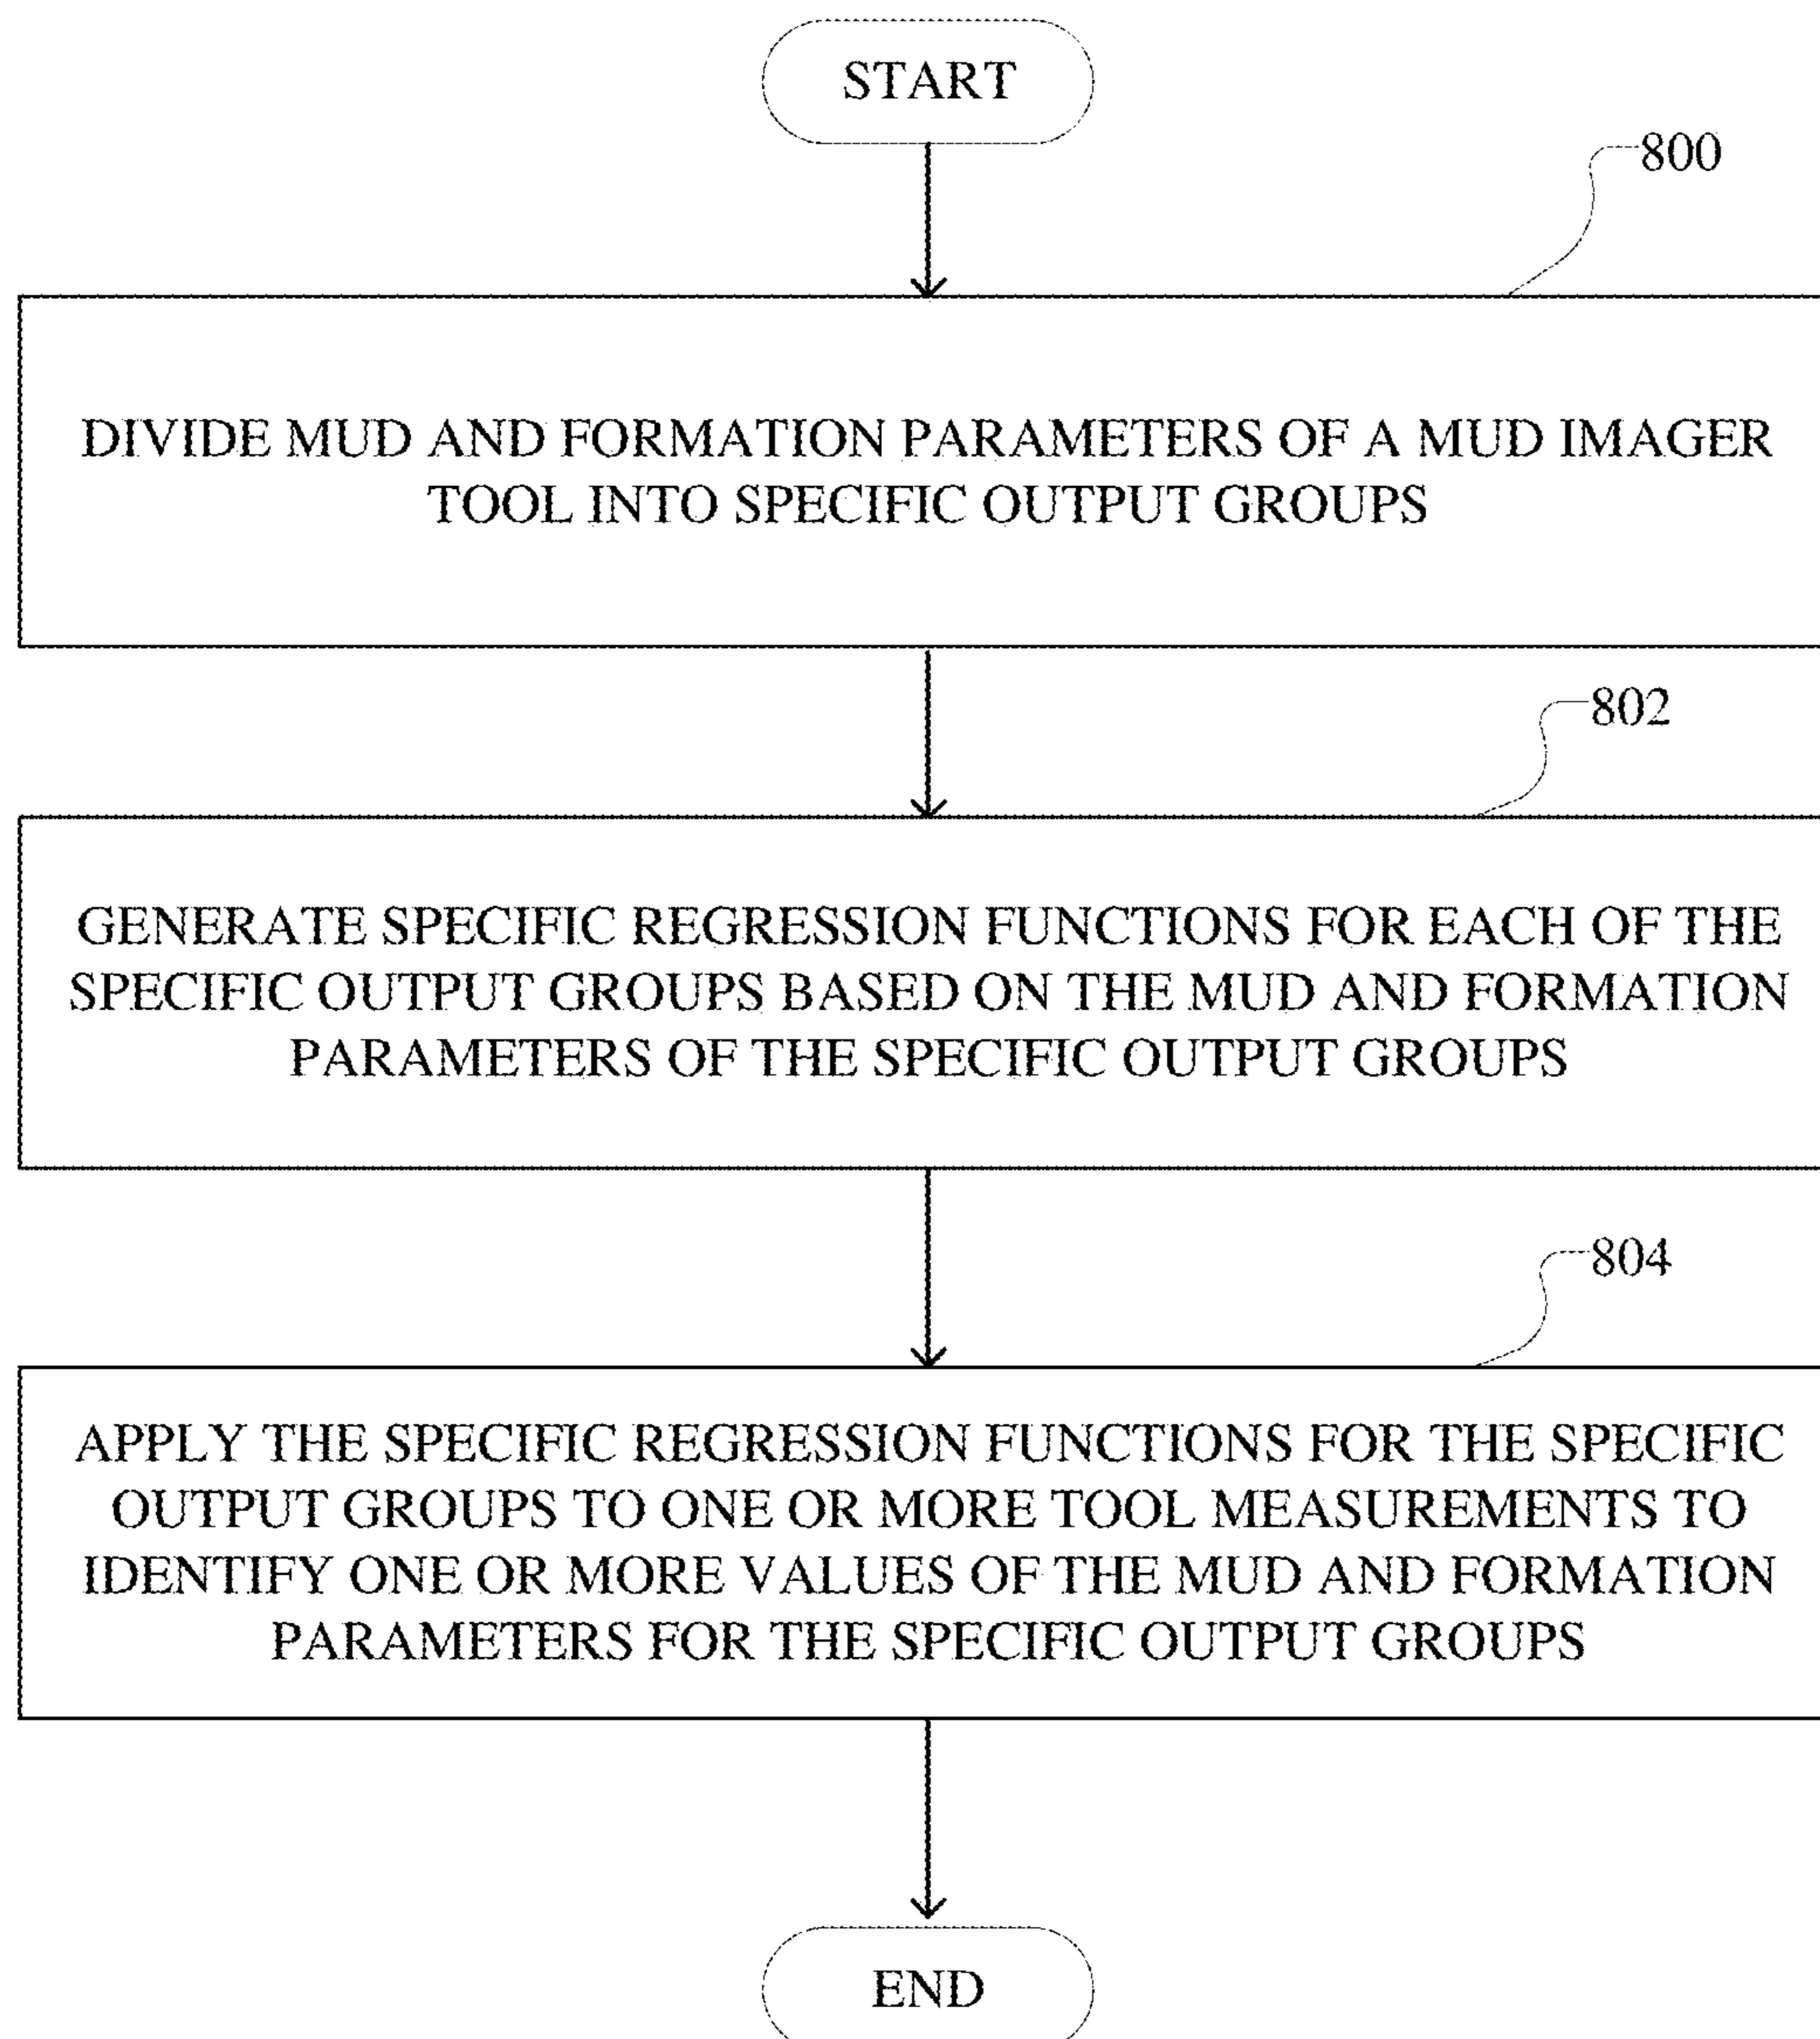 START
800
DIVIDE MUD AND FORMATION PARAMETERS OF A MUD IMAGER
TOOL INTO SPECIFIC OUTPUT GROUPS
802
GENERATE SPECIFIC REGRESSION FUNCTIONS FOR EACH OF THE
SPECIFIC OUTPUT GROUPS BASED ON THE MUD AND FORMATION
PARAMETERS OF THE SPECIFIC OUTPUT GROUPS
804
APPLY THE SPECIFIC REGRESSION FUNCTIONS FOR THE SPECIFIC
OUTPUT GROUPS TO ONE OR MORE TOOL MEASUREMENTS TO
IDENTIFY ONE OR MORE VALUES OF THE MUD AND FORMATION
PARAMETERS FOR THE SPECIFIC OUTPUT GROUPS
END